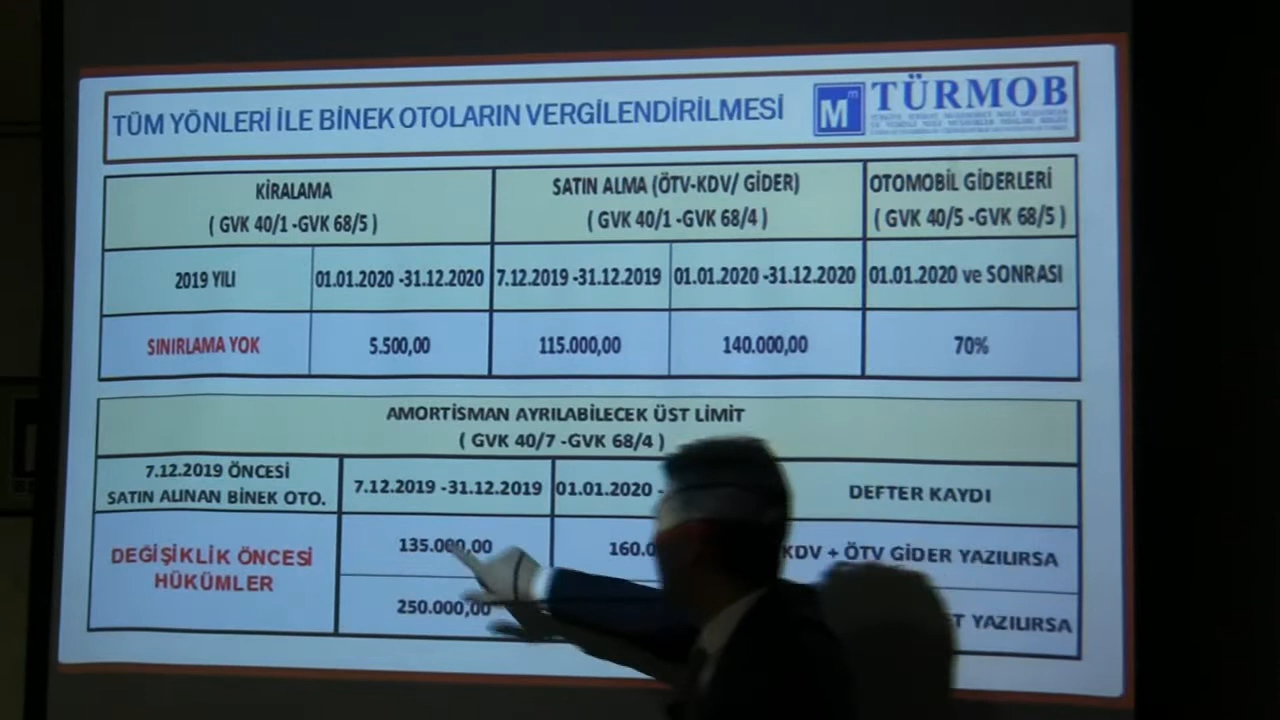 TÜM YÖNLERİ İLE BİNEK OTOLARIN VERGİLENDİRİLMESİ
M m
TÜRMOB
KİRALAMA
( GVK 40/1 -GVK 68/5 )
SATIN ALMA (ÖTV-KDV/ GİDER)
( GVK 40/1 -GVK 68/4 )
OTOMOBİL GİDERLERİ
( GVK 40/5 -GVK 68/5 )
2019 YILI
01.01.2020 -31.12.2020
7.12.2019 -31.12.2019
01.01.2020 -31.12.2020
01.01.2020 ve SONRASI
SINIRLAMA YOK
5.500,00
115.000,00
140.000,00
70%
AMORTİSMAN AYRILABİLECEK ÜST LİMİT
( GVK 40/7 -GVK 68/4 )
7.12.2019 ÖNCESİ
SATIN ALINAN BİNEK OTO.
7.12.2019 -31.12.2019
01.01.2020 -
DEFTER KAYDI
DEĞİŞİKLİK ÖNCESİ
HÜKÜMLER
135.000,00
160.0
KDV + ÖTV GİDER YAZILIRSA
250.000,00
T YAZILIRSA